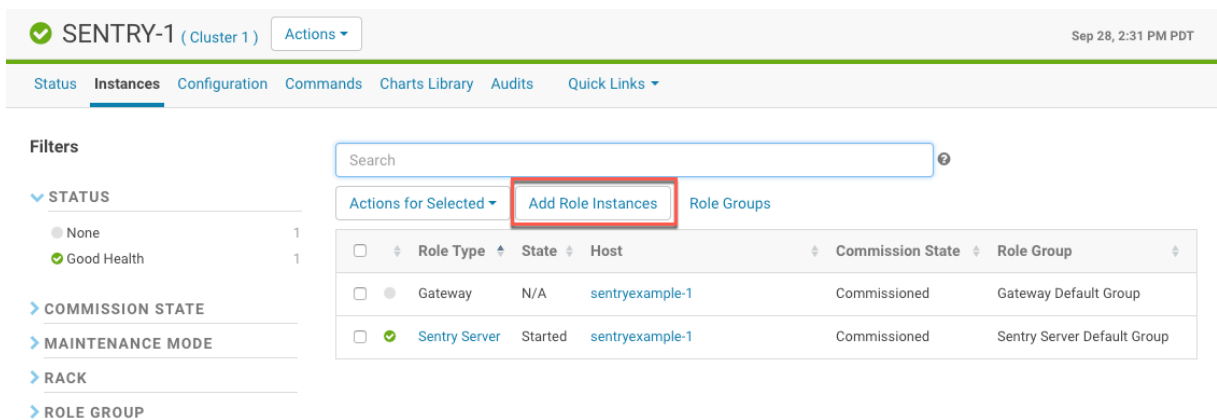 SENTRY-1 ( Cluster 1 ) Actions Sep 28, 2:31 PM PDT
Status Instances Configuration Commands Charts Library Audits Quick Links
Filters
Search
STATUS
Actions for Selected Add Role Instances Role Groups
None 1
Good Health 1
Role Type State Host Commission State Role Group
Gateway N/A sentryexample-1 Commissioned Gateway Default Group
COMMISSION STATE
Sentry Server Started sentryexample-1 Commissioned Sentry Server Default Group
MAINTENANCE MODE
RACK
ROLE GROUP